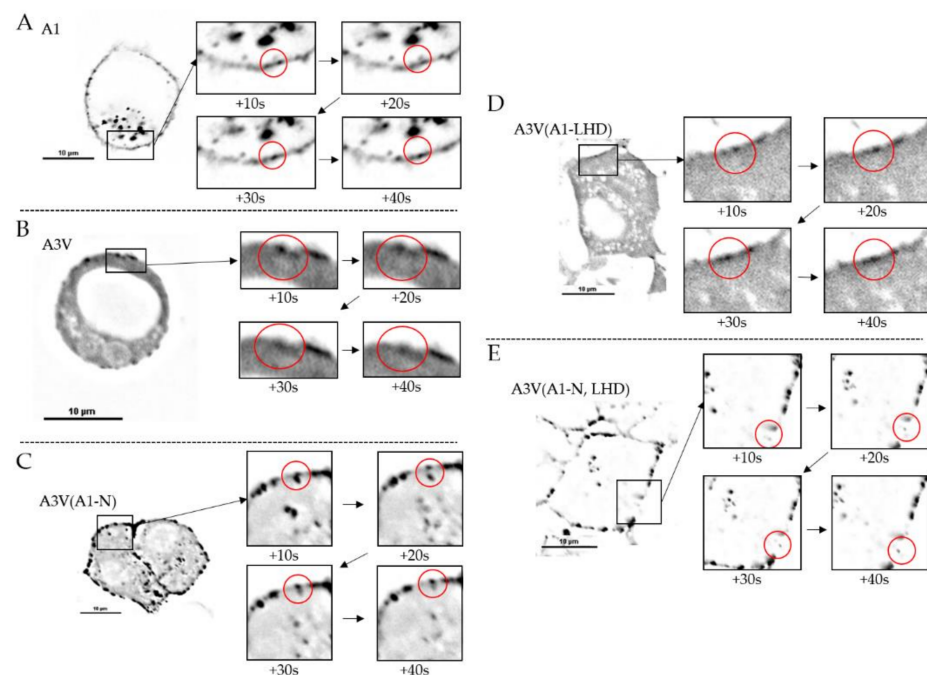 A
A1
10 µm
+10s
+20s
+30s
+40s
B
A3V
10 µm
+10s
+20s
+30s
+40s
C
A3V(A1-N)
10 µm
+10s
+20s
+30s
+40s
D
A3V(A1-LHD)
10 µm
+10s
+20s
+30s
+40s
E
A3V(A1-N, LHD)
10 µm
+10s
+20s
+30s
+40s